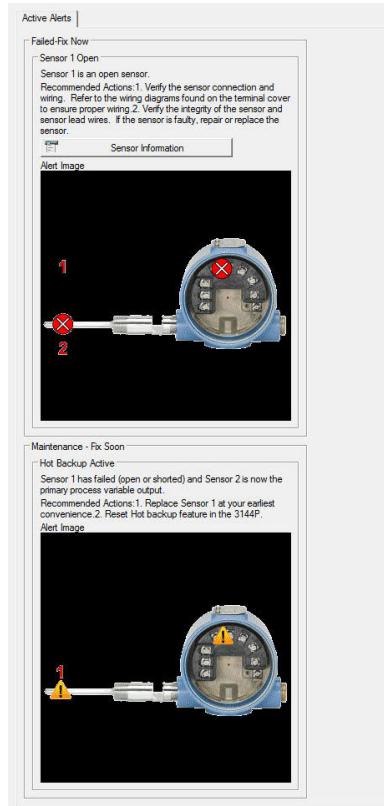 Active Alerts
Failed-Fix Now
Sensor 1 Open
Sensor 1 is an open sensor.
Recommended Actions:1. Verify the sensor connection and
wiring. Refer to the wiring diagrams found on the terminal cover
to ensure proper wiring.2. Verify the integrity of the sensor and
sensor lead wires. If the sensor is faulty, repair or replace the
sensor.
Sensor Information
Alert Image
1
2
Maintenance - Fix Soon
Hot Backup Active
Sensor 1 has failed (open or shorted) and Sensor 2 is now the
primary process variable output.
Recommended Actions:1. Replace Sensor 1 at your earliest
convenience.2. Reset Hot backup feature in the 3144P.
Alert Image
1